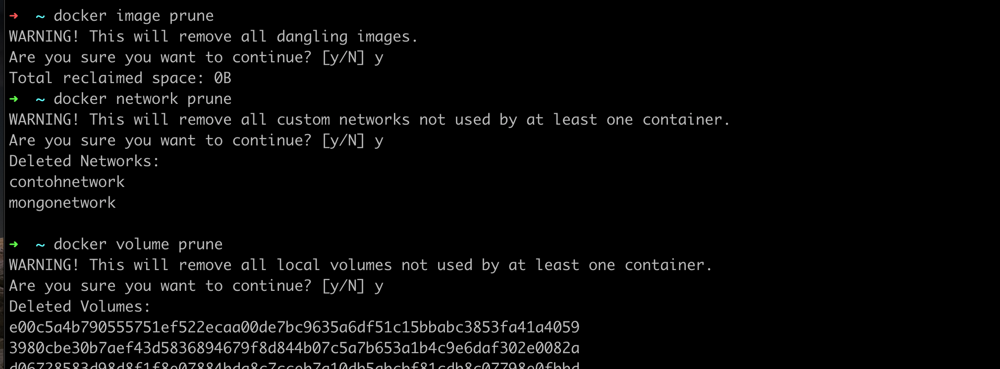 ➜  ~ docker image prune
WARNING! This will remove all dangling images.
Are you sure you want to continue? [y/N] y
Total reclaimed space: 0B
➜  ~ docker network prune
WARNING! This will remove all custom networks not used by at least one container.
Are you sure you want to continue? [y/N] y
Deleted Networks:
contohnetwork
mongonetwork
➜  ~ docker volume prune
WARNING! This will remove all local volumes not used by at least one container.
Are you sure you want to continue? [y/N] y
Deleted Volumes:
e00c5a4b790555751ef522ecaa00de7bc9635a6df51c15bbabc3853fa41a4059
3980cbe30b7aef43d5836894679f8d844b07c5a7b653a1b4c9e6daf302e0082a